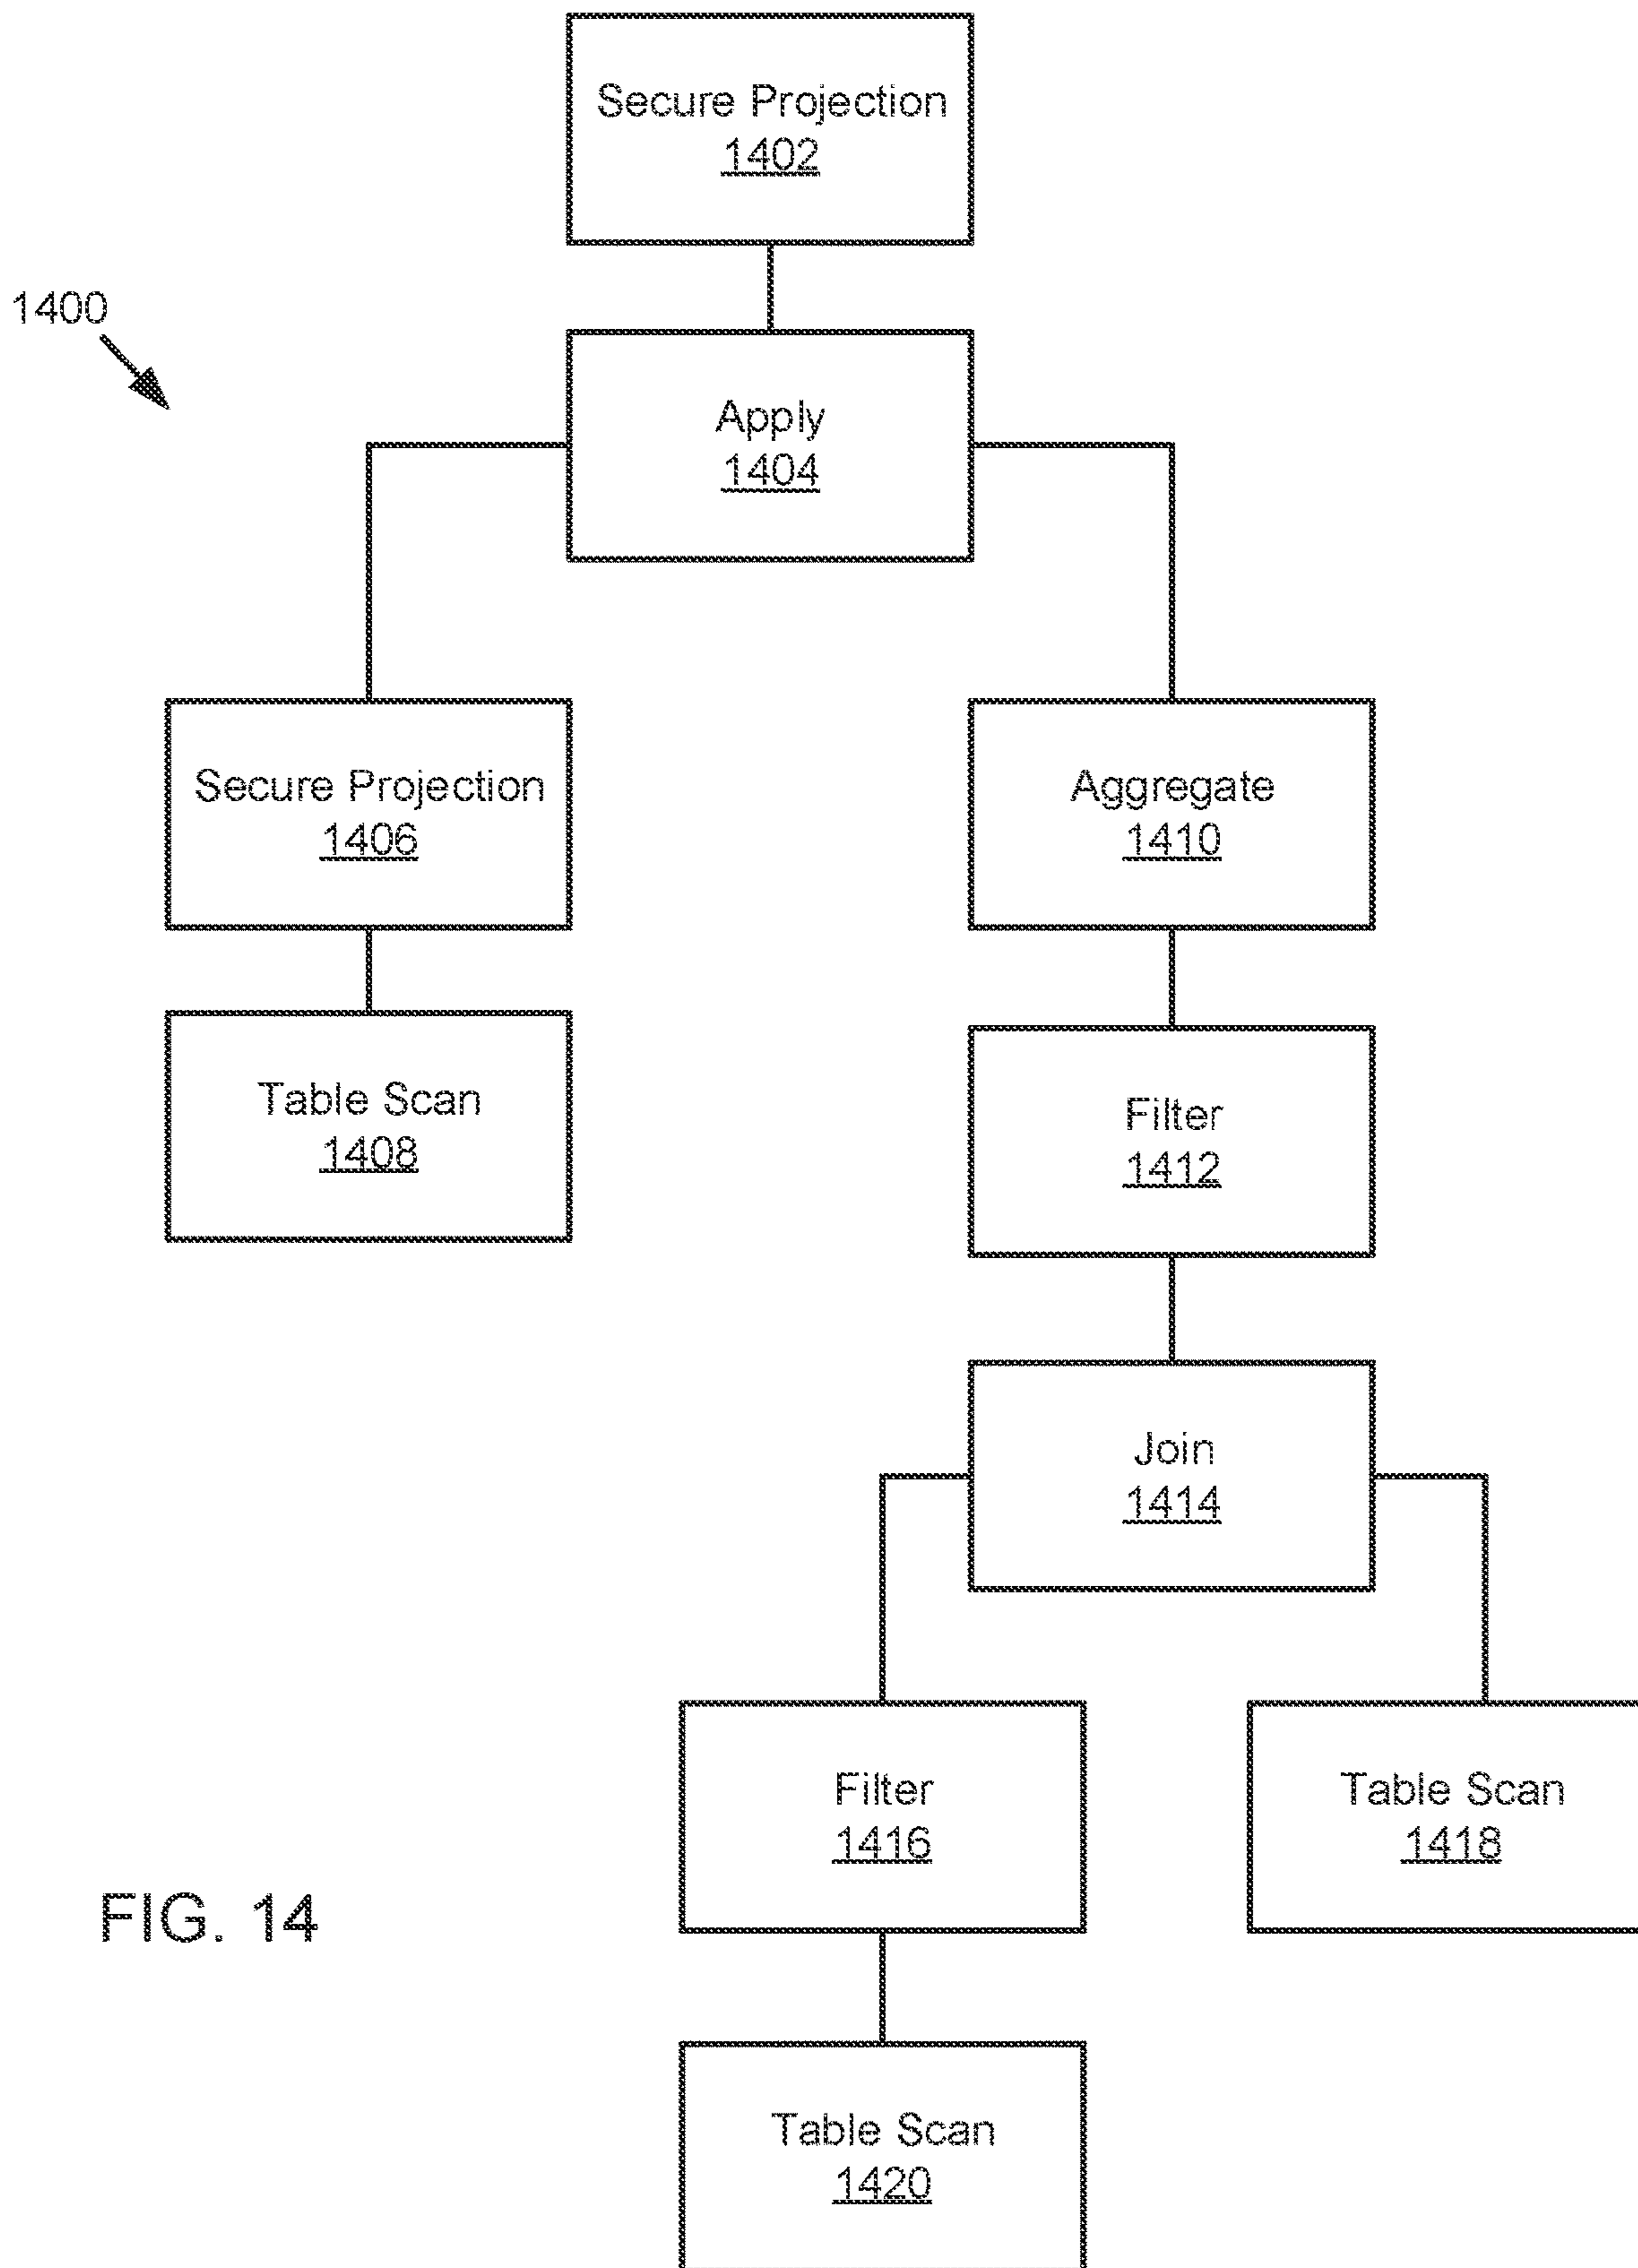 Secure Projection
1402
1400
Apply
1404
Secure Projection
1406
Aggregate
1410
Table Scan
1408
Filter
1412
Join
1414
Filter
1416
Table Scan
1418
FIG. 14
Table Scan
1420